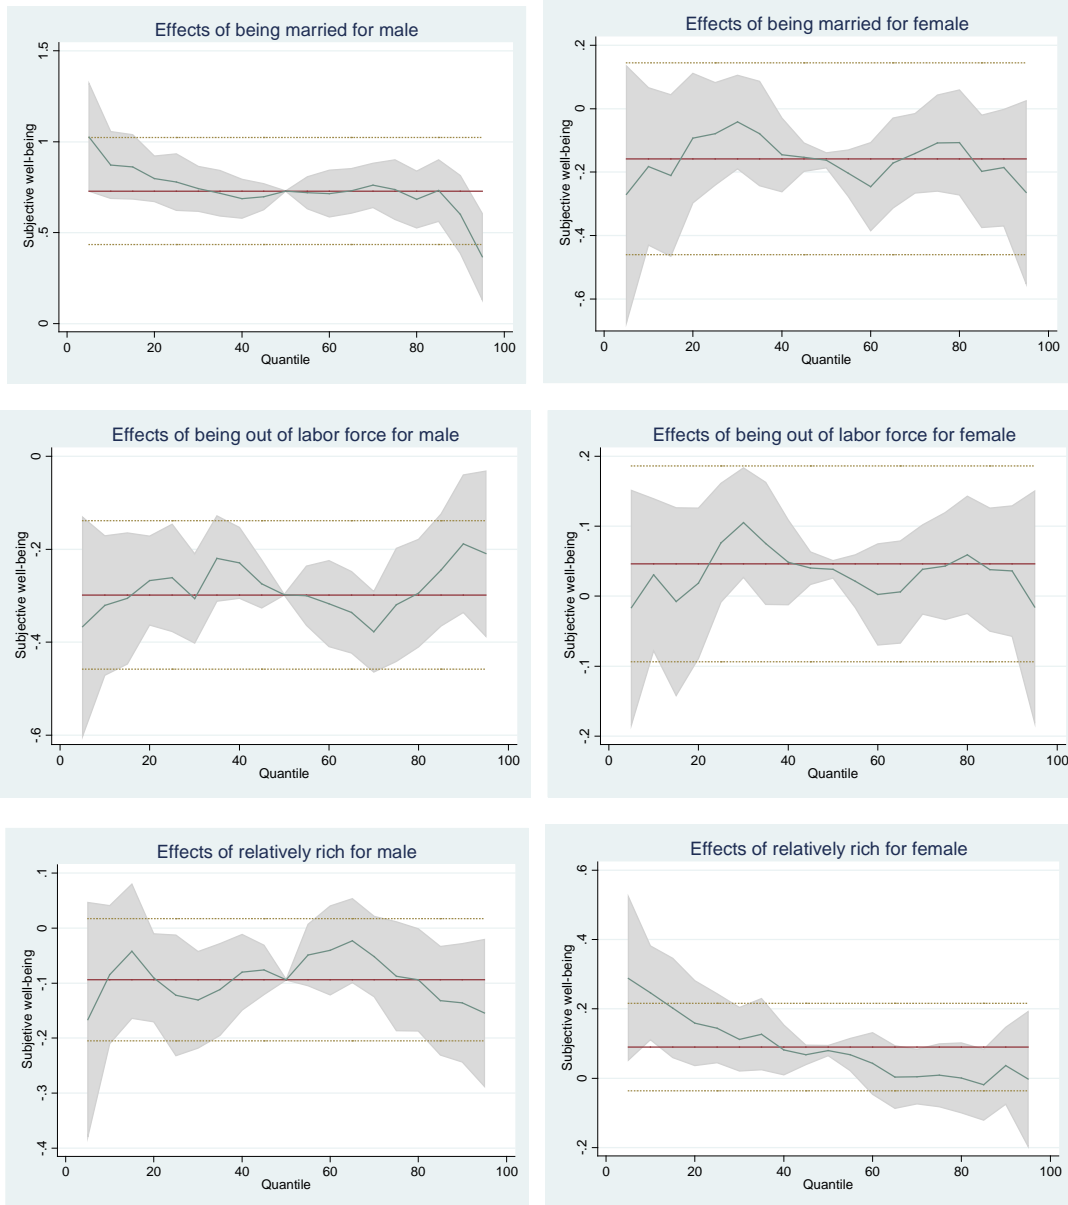 Effects of being married for male
Subjective well-being
1.5
1
.5
0
0 20 40 60 80 100
Quantile
Effects of being married for female
Subjective well-being
.2
0
-.2
-.4
-.6
0 20 40 60 80 100
Quantile
Effects of being out of labor force for male
Subjective well-being
0
-.2
-.4
-.6
0 20 40 60 80 100
Quantile
Effects of being out of labor force for female
Subjective well-being
.2
.1
0
-.1
-.2
0 20 40 60 80 100
Quantile
Effects of relatively rich for male
Subjetive well-being
.1
0
-.1
-.2
-.3
-.4
0 20 40 60 80 100
Quantile
Effects of relatively rich for female
Subjective well-being
.6
.4
.2
0
-.2
0 20 40 60 80 100
Quantile